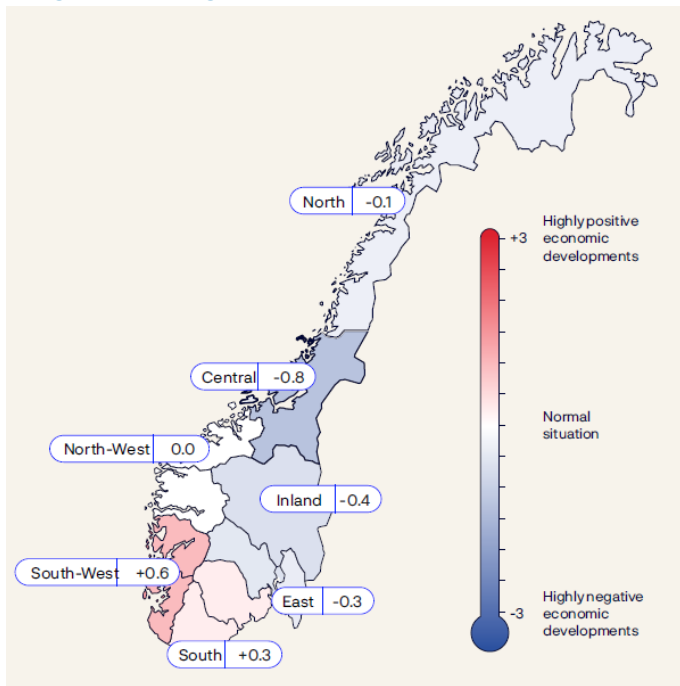 North -0.1
+3
Highly positive
economic
developments
Central -0.8
Normal
situation
North-West 0.0
Inland -0.4
South-West +0.6
East -0.3
-3
Highly negative
economic
developments
South +0.3